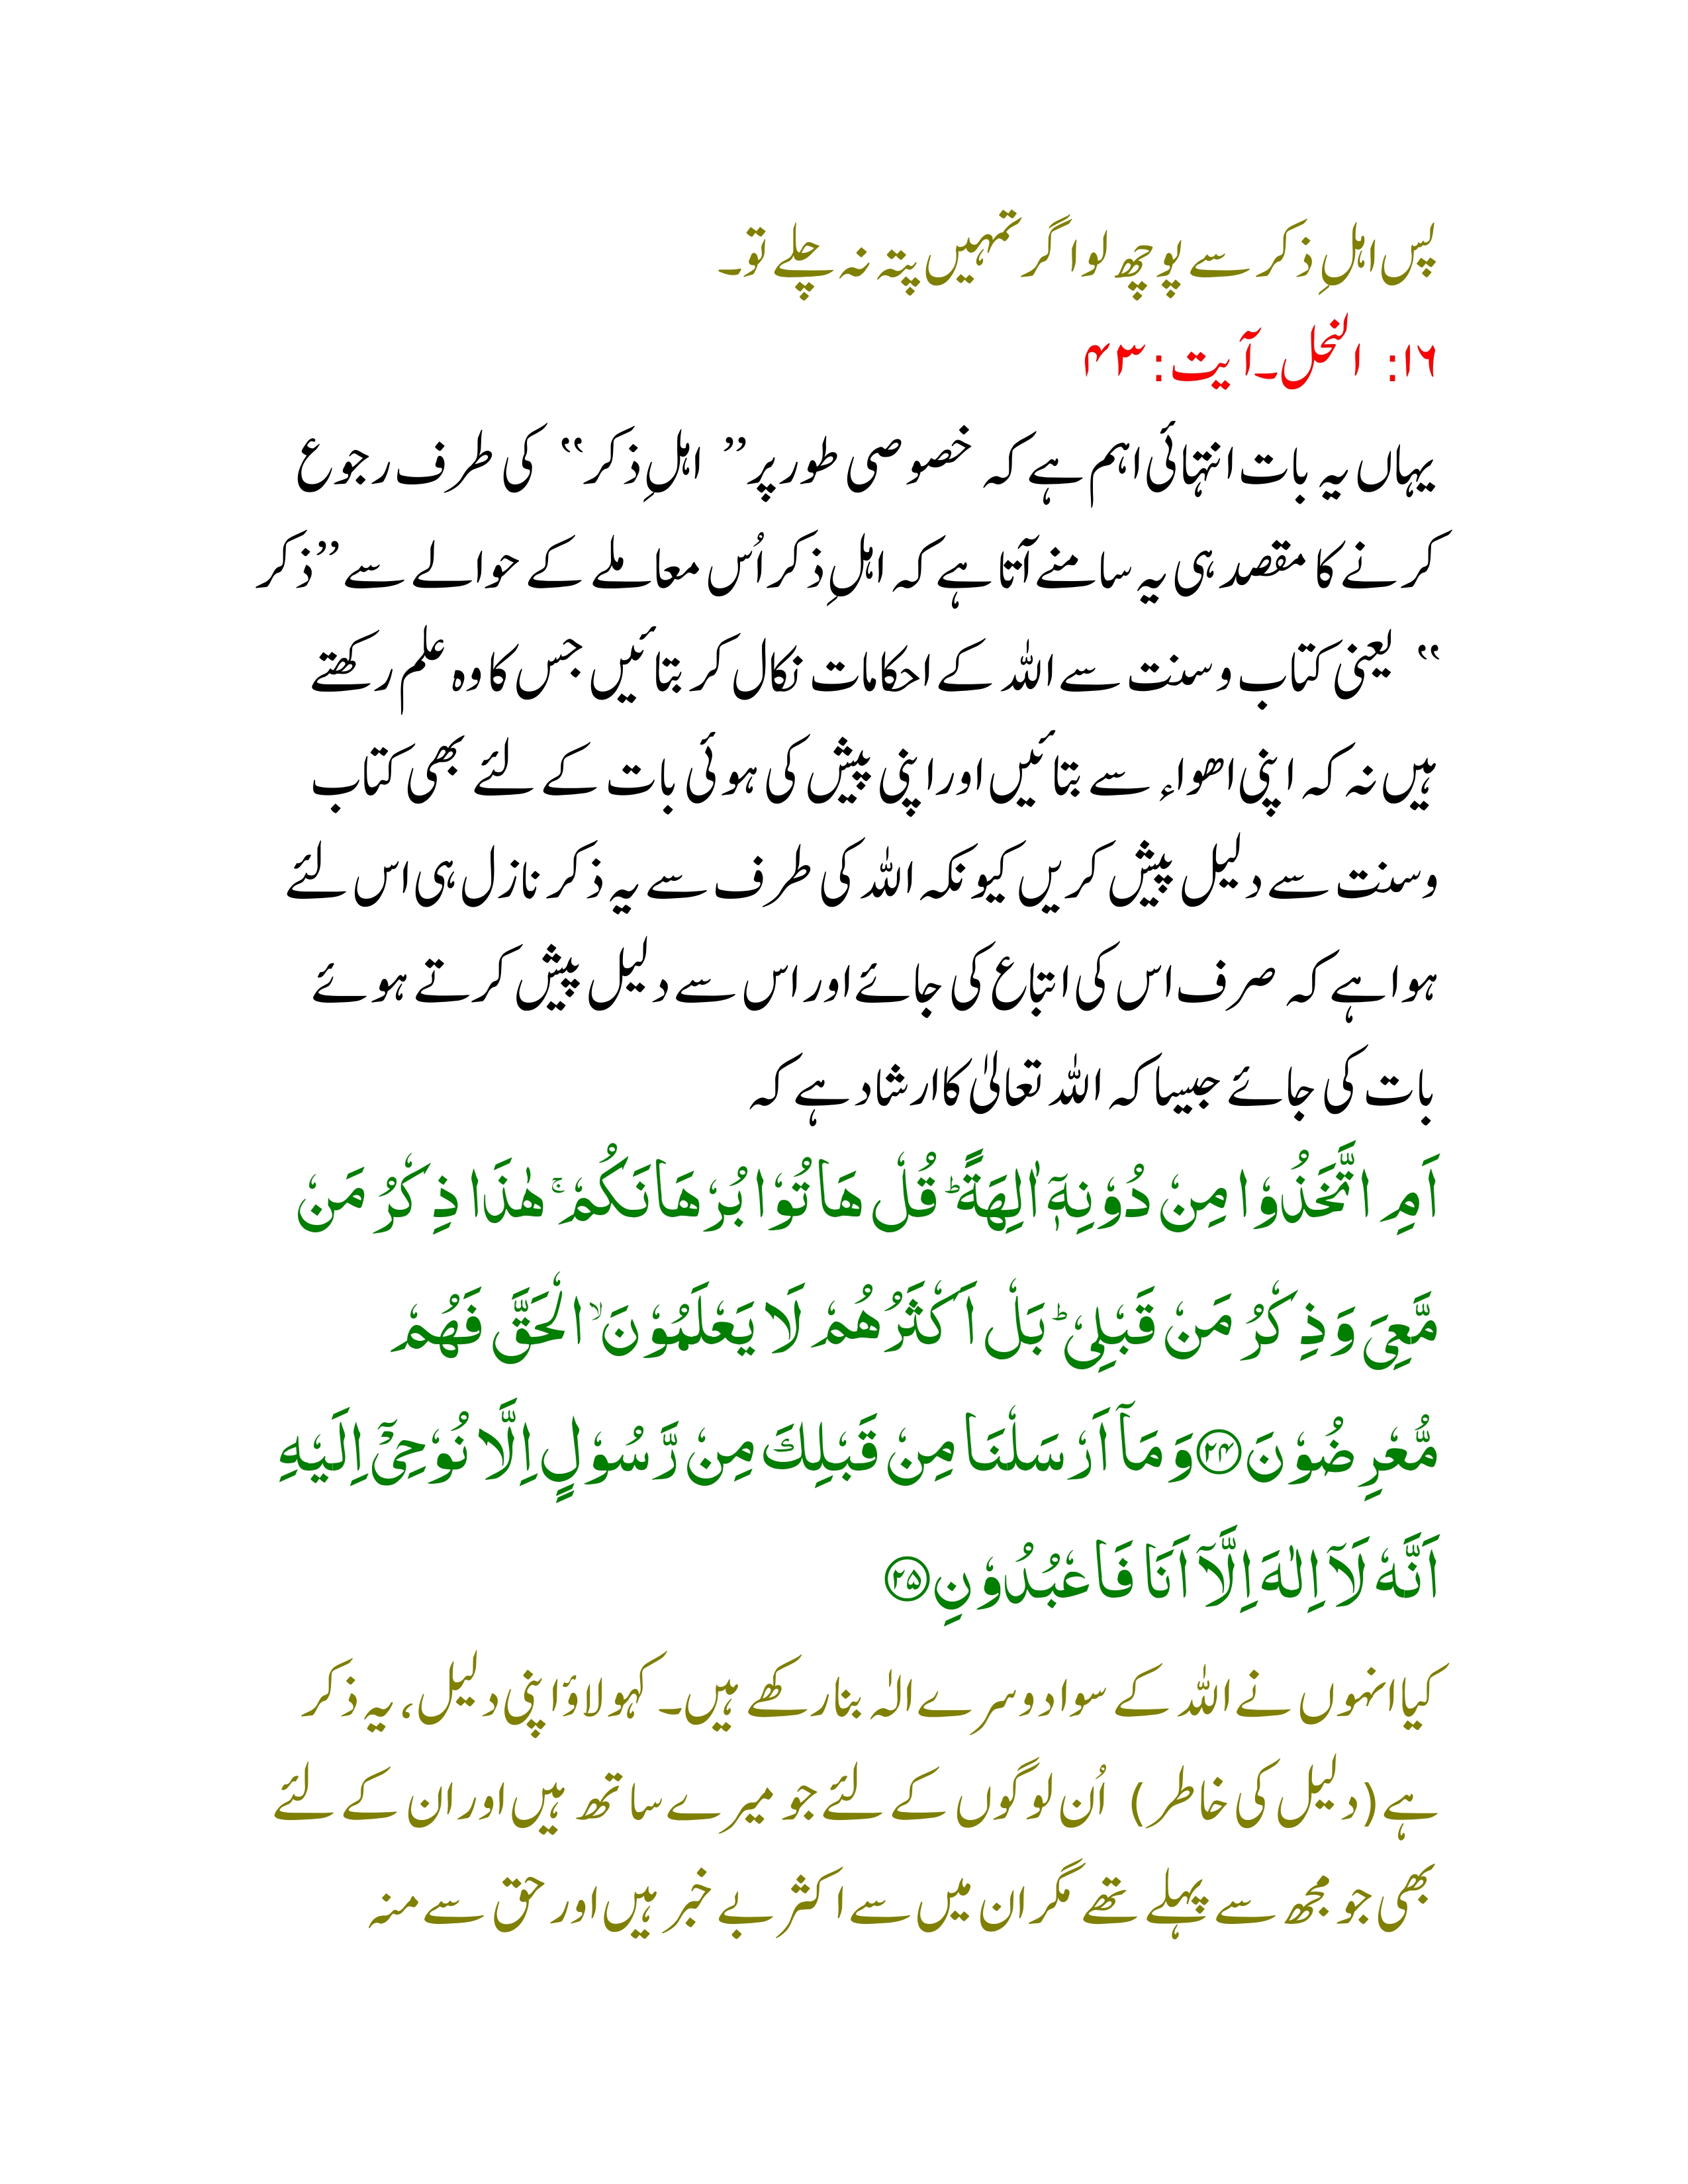 پس اہلِ ذکر سے پوچھ لو اگر تمہیں پتہ نہ چلے تو۔
۱۶: النحل۔آیت:۴۳
یہاں یہ بات انتہائی اہم ہے کہ خصوصی طور پر ’’ اہلِ ذکر‘‘ کی طرف رجوع
کرنے کا مقصد ہی یہ سامنے آتا ہے کہ اہلِ ذکر اُس معاملے کے حوالے سے ’’ذکر
‘‘ یعنی کتاب و سنت سے اللہ کے احکامات نکال کر بتائیں جس کا وہ علم رکھتے
ہیں نہ کہ اپنی اھواء سے بتائیں اور اپنی پیش کی ہوئی بات کے لئے بھی کتاب
وسنت سے دلیل پیش کریں کیونکہ اللہ کی طرف سے یہ ذکر نازل ہی اس لئے
ہوا ہے کہ صرف اس کی اتباع کی جائے اور اس سے دلیل پیش کرتے ہوئے
بات کی جائے جیسا کہ اللہ تعالیٰ کا ارشاد ہے کہ
اَمِ اتَّخَذُوْا مِنْ دُوْنِهٖٓ اٰلِهَةً ؕ قُلْ هَاتُوْا بُرْهَانَكُمْ ۚ هٰذَا ذِكْرُ مَنْ
مَّعِيَ وَذِكْرُ مَنْ قَبْلِيْ ؕ بَلْ اَكْثَرُهُمْ لَا يَعْلَمُوْنَ ۙ الْحَقَّ فَهُمْ
مُّعْرِضُوْنَ ۲۴ وَمَآ اَرْسَلْنَا مِنْ قَبْلِكَ مِنْ رَّسُوْلٍ اِلَّا نُوْحِيْٓ اِلَيْهِ
اَنَّهٗ لَآ اِلٰهَ اِلَّآ اَنَا فَاعْبُدُوْنِ ۲۵
کیا انہوں نے اللہ کے سوا دوسرے الٰہ بنا رکھے ہیں۔ کہو لاؤ اپنی دلیل، یہ ذکر
ہے (دلیل کی خاطر) اُن لوگوں کے لئے جو میرے ساتھ ہیں اور ان کے لئے
بھی جو مجھ سے پہلے تھے مگر ان میں سے اکثر بے خبر ہیں اور حق سے منہ